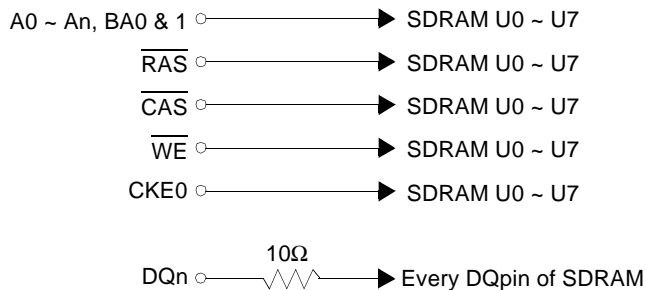 A0 ~ An, BA0 & 1 SDRAM U0 ~ U7
RAS SDRAM U0 ~ U7
CAS SDRAM U0 ~ U7
WE SDRAM U0 ~ U7
CKE0 SDRAM U0 ~ U7
10Ω
DQn Every DQpin of SDRAM